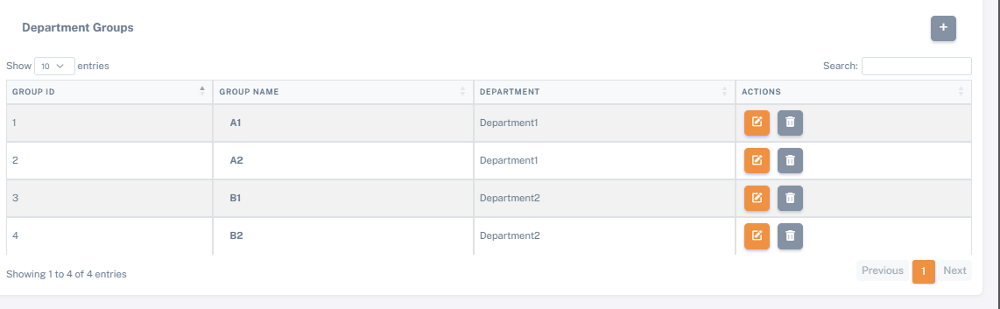 Department Groups
+
Show 10 entries
Search:
GROUP ID GROUP NAME DEPARTMENT ACTIONS
1 A1 Department1
2 A2 Department1
3 B1 Department2
4 B2 Department2
Showing 1 to 4 of 4 entries
Previous 1 Next